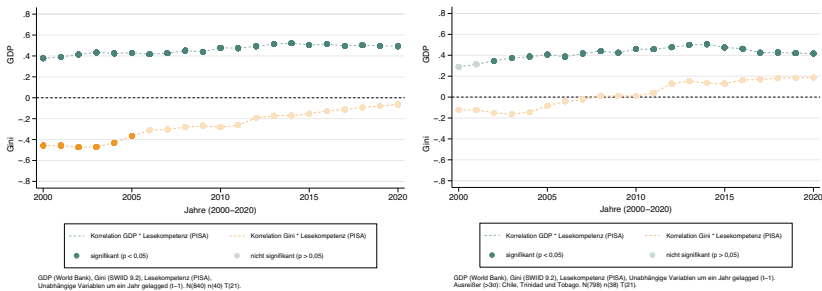 .8
.6
.4
.2
0
−.2
−.4
−.6
−.8
GDP
Gini
2000
2005
2010
2015
2020
Jahre (2000−2020)
Korrelation GDP * Lesekompetenz (PISA)
Korrelation Gini * Lesekompetenz (PISA)
signifikant (p < 0,05)
nicht signifikant (p > 0,05)
GDP (World Bank), Gini (SWIID 9.2), Lesekompetenz (PISA),
Unabhängige Variablen um ein Jahr gelagged (t−1). N(840) n(40) T(21).
.8
.6
.4
.2
0
−.2
−.4
−.6
−.8
GDP
Gini
2000
2005
2010
2015
2020
Jahre (2000−2020)
Korrelation GDP * Lesekompetenz (PISA)
Korrelation Gini * Lesekompetenz (PISA)
signifikant (p < 0,05)
nicht signifikant (p > 0,05)
GDP (World Bank), Gini (SWIID 9.2), Lesekompetenz (PISA), Unabhängige Variablen um ein Jahr gelagged (t−1).
Ausreißer (>3σ): Chile, Trinidad und Tobago. N(798) n(38) T(21).